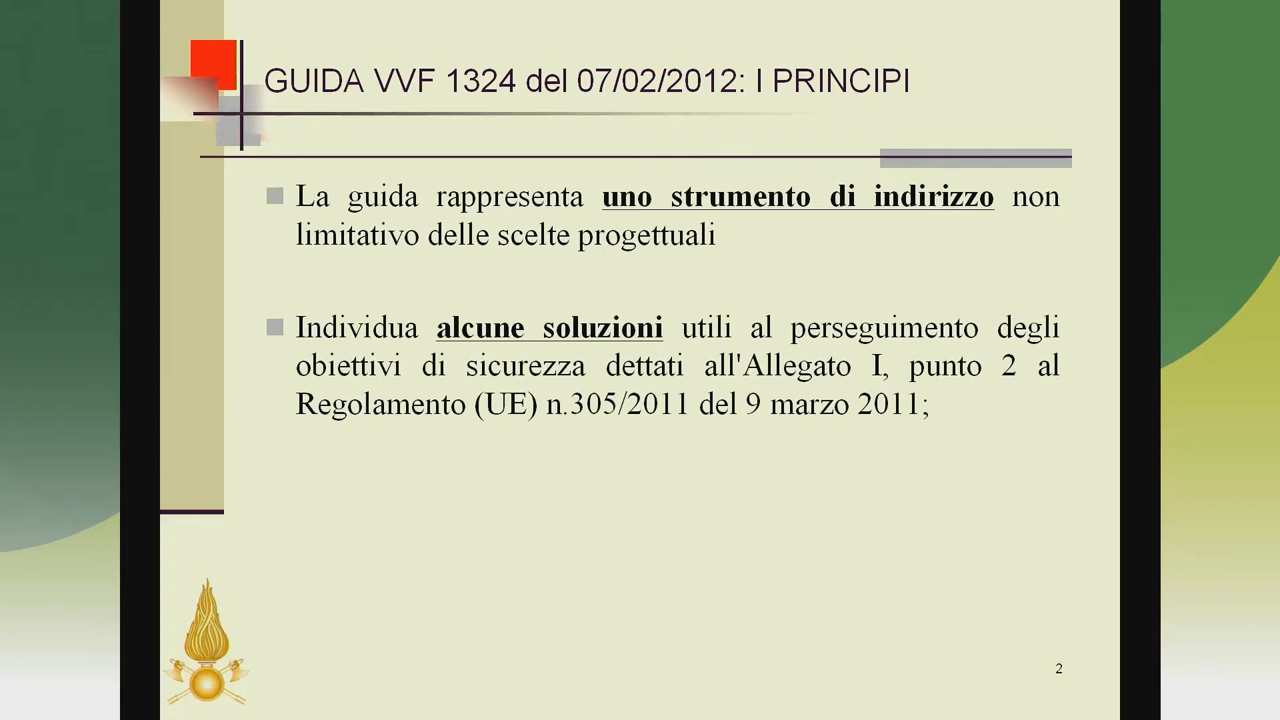 GUIDA VVF 1324 del 07/02/2012: I PRINCIPI
La guida rappresenta uno strumento di indirizzo non
limitativo delle scelte progettuali
Individua alcune soluzioni utili al perseguimento degli
obiettivi di sicurezza dettati all'Allegato I, punto 2 al
Regolamento (UE) n.305/2011 del 9 marzo 2011;
2